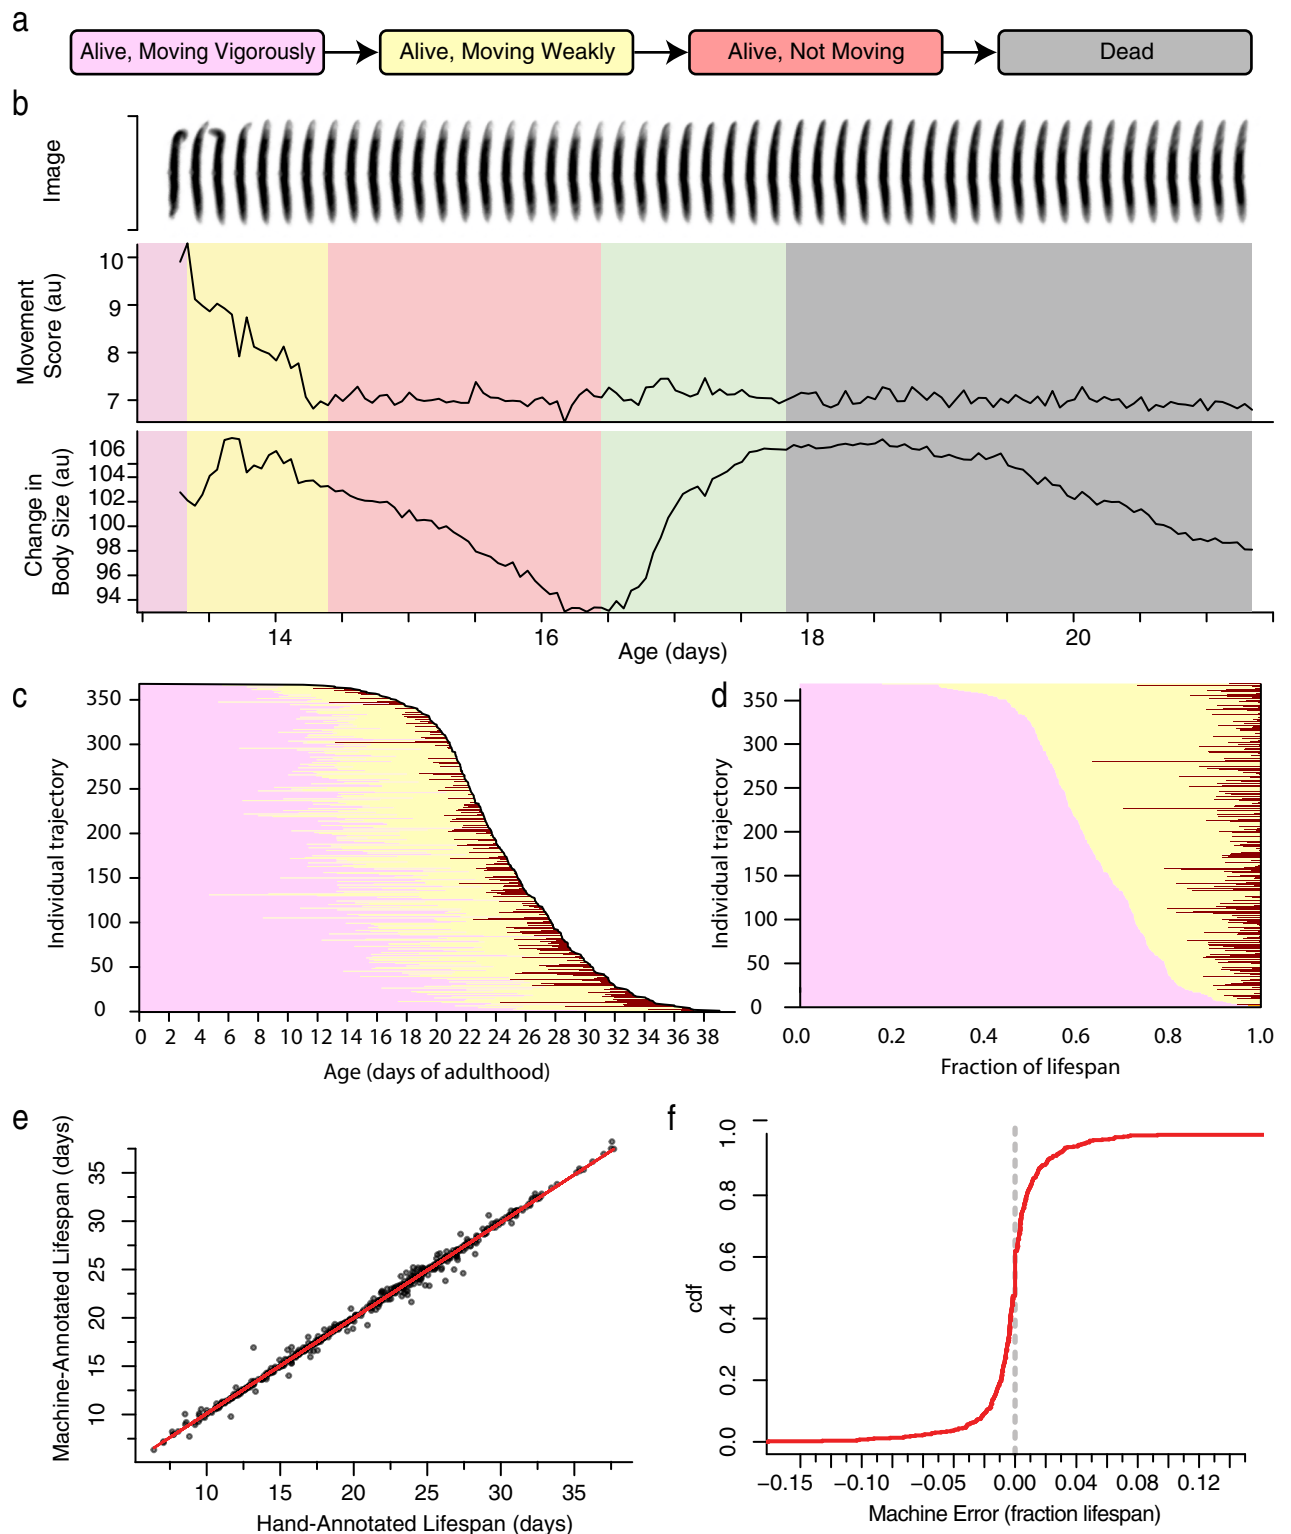 a
Alive, Moving Vigorously
Alive, Moving Weakly
Alive, Not Moving
Dead
b
Image
Movement
Score (au)
10
9
8
7
Change in
Body Size (au)
106
104
102
100
98
96
94
14
16
18
20
Age (days)
c
Individual trajectory
350
300
250
200
150
100
50
0
0 2 4 6 8 10 12 14 16 18 20 22 24 26 28 30 32 34 36 38
Age (days of adulthood)
d
Individual trajectory
350
300
250
200
150
100
50
0
0.0 0.2 0.4 0.6 0.8 1.0
Fraction of lifespan
e
Machine-Annotated Lifespan (days)
35
30
25
20
15
10
10 15 20 25 30 35
Hand-Annotated Lifespan (days)
f
cdf
1.0
0.8
0.6
0.4
0.2
0.0
−0.15 −0.10 −0.05 0.00 0.04 0.08 0.12
Machine Error (fraction lifespan)